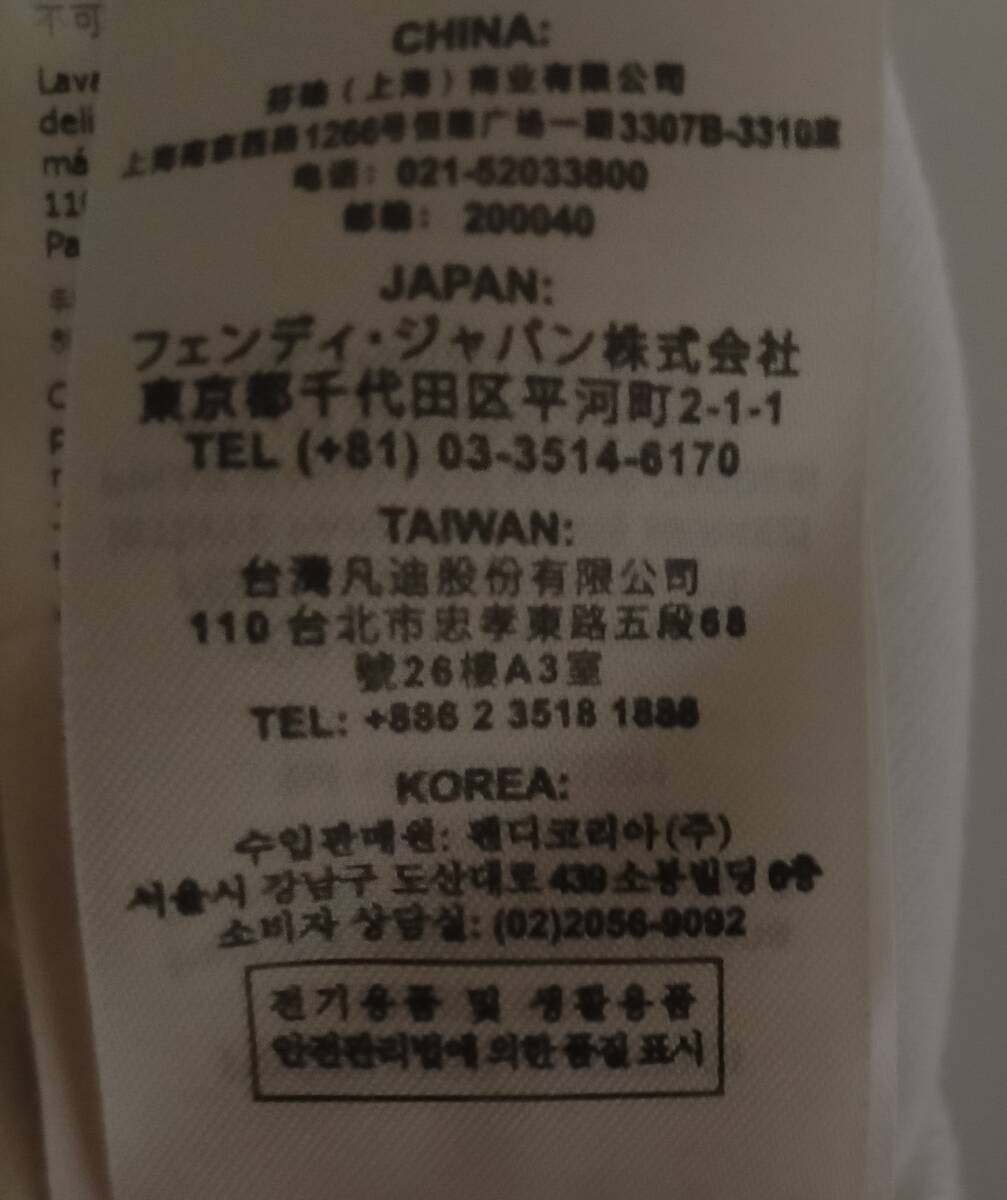 不可
Lava
deli
má
11
Pa
CHINA:
芬迪（上海）商业有限公司
上海南京西路1266号恒隆广场一期3307B-3310室
电话： 021-52033800
邮编： 200040
JAPAN:
フェンディ・ジャパン株式会社
東京都千代田区平河町2-1-1
TEL (+81) 03-3514-6170
TAIWAN:
台灣凡迪股份有限公司
110 台北市忠孝東路五段68
號26樓A3室
TEL: +886 2 3518 1888
KOREA:
수입판매원: 펜디코리아(주)
서울시 강남구 도산대로 439 소봉빌딩 6층
소비자 상담실: (02)2056-9092
전기용품 및 생활용품
안전관리법에 의한 품질 표시